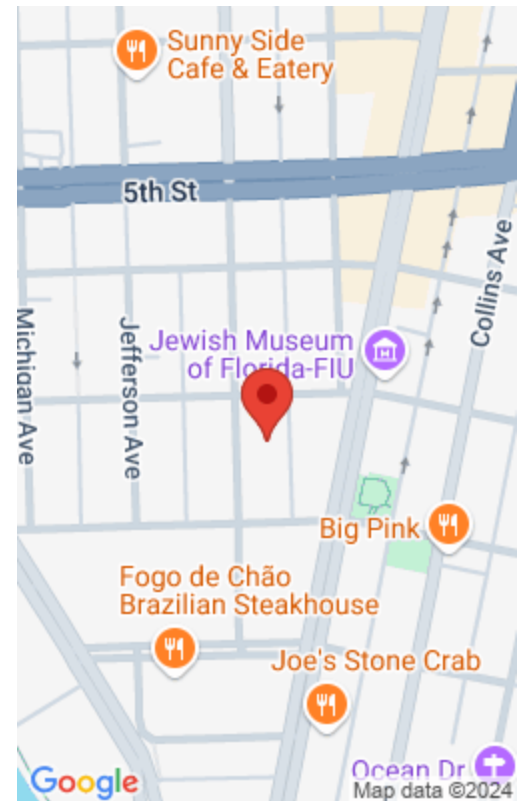 Sunny Side
Cafe & Eatery
5th St
Collins Ave
Michigan Ave
Jefferson Ave
Jewish Museum
of Florida-FIU
Big Pink
Fogo de Chão
Brazilian Steakhouse
Joe's Stone Crab
Ocean Dr
Google
Map data ©2024